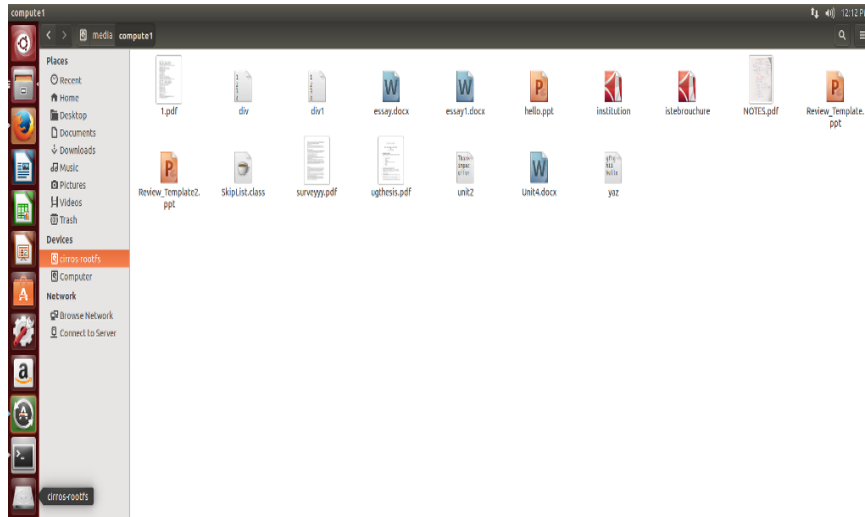 compute1
12:12 PM
media compute1
Places
Recent
Home
Desktop
Documents
Downloads
Music
Pictures
Videos
Trash
Devices
cirros-rootfs
Computer
Network
Browse Network
Connect to Server
1.pdf
div
div1
essay.docx
essay1.docx
hello.ppt
institution
istebrouchure
NOTES.pdf
Review_Template.
ppt
Review_Template2.
ppt
SkipList.class
surveyyy.pdf
ugthesis.pdf
unit2
Unit4.docx
yaz
cirros-rootfs